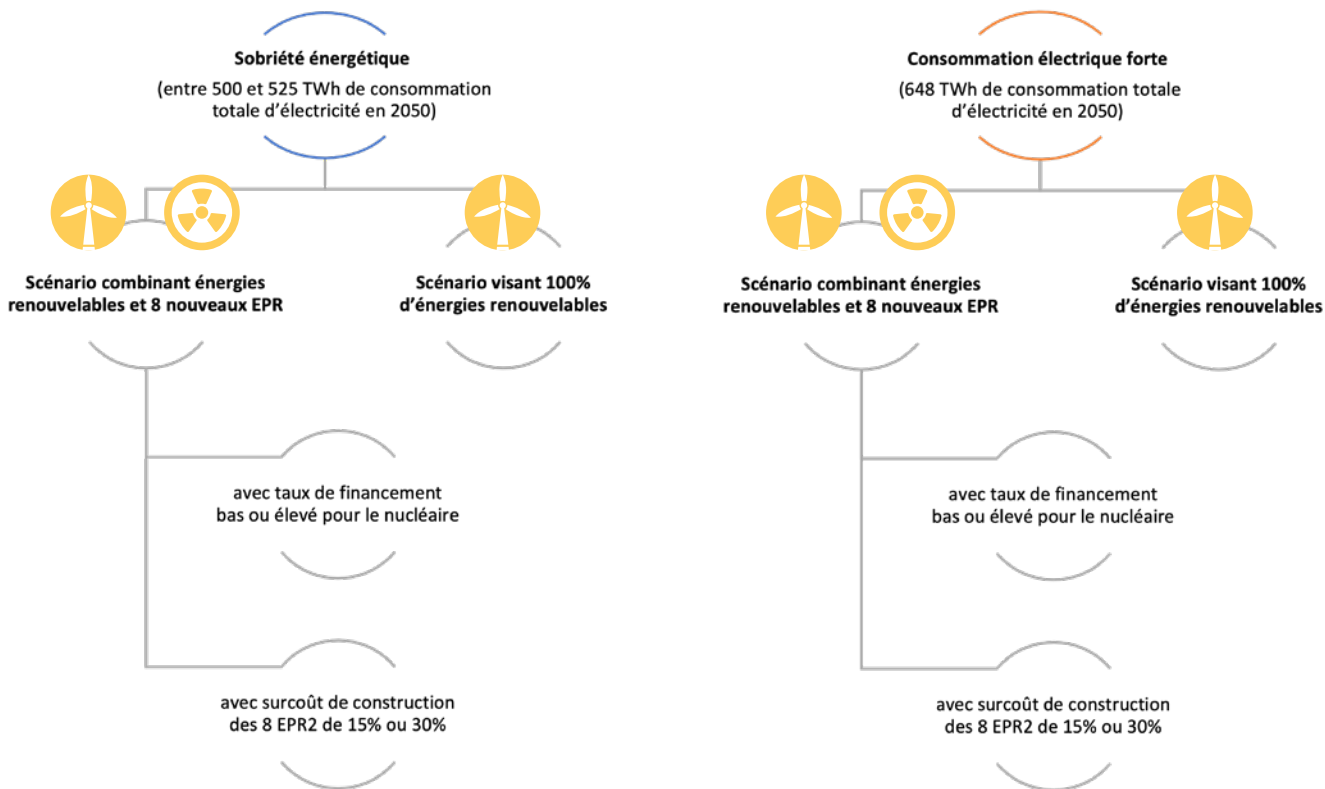 Sobriété énergétique
(entre 500 et 525 TWh de consommation
totale d'électricité en 2050)
Scénario combinant énergies
renouvelables et 8 nouveaux EPR
Scénario visant 100%
d'énergies renouvelables
avec taux de financement
bas ou élevé pour le nucléaire
avec surcoût de construction
des 8 EPR2 de 15% ou 30%
Consommation électrique forte
(648 TWh de consommation totale
d'électricité en 2050)
Scénario combinant énergies
renouvelables et 8 nouveaux EPR
Scénario visant 100%
d'énergies renouvelables
avec taux de financement
bas ou élevé pour le nucléaire
avec surcoût de construction
des 8 EPR2 de 15% ou 30%